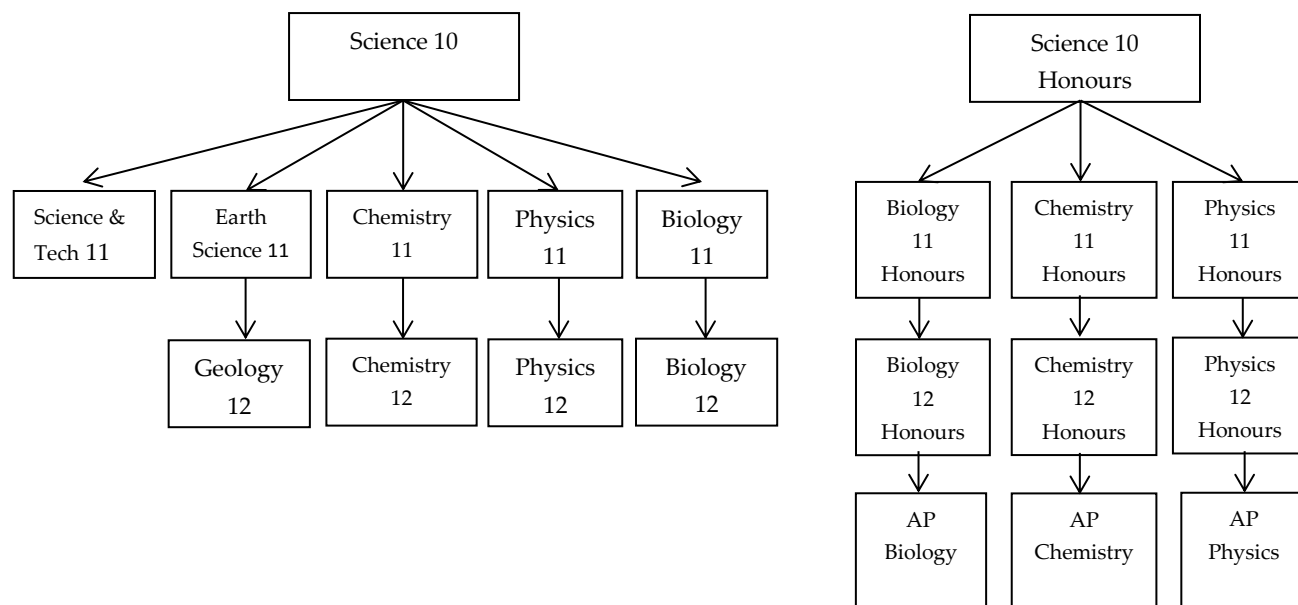 Science 10
Science &
Tech 11
Earth
Science 11
Chemistry
11
Physics
11
Biology
11
Geology
12
Chemistry
12
Physics
12
Biology
12
Science 10
Honours
Biology
11
Honours
Chemistry
11
Honours
Physics
11
Honours
Biology
12
Honours
Chemistry
12
Honours
Physics
12
Honours
AP
Biology
AP
Chemistry
AP
Physics